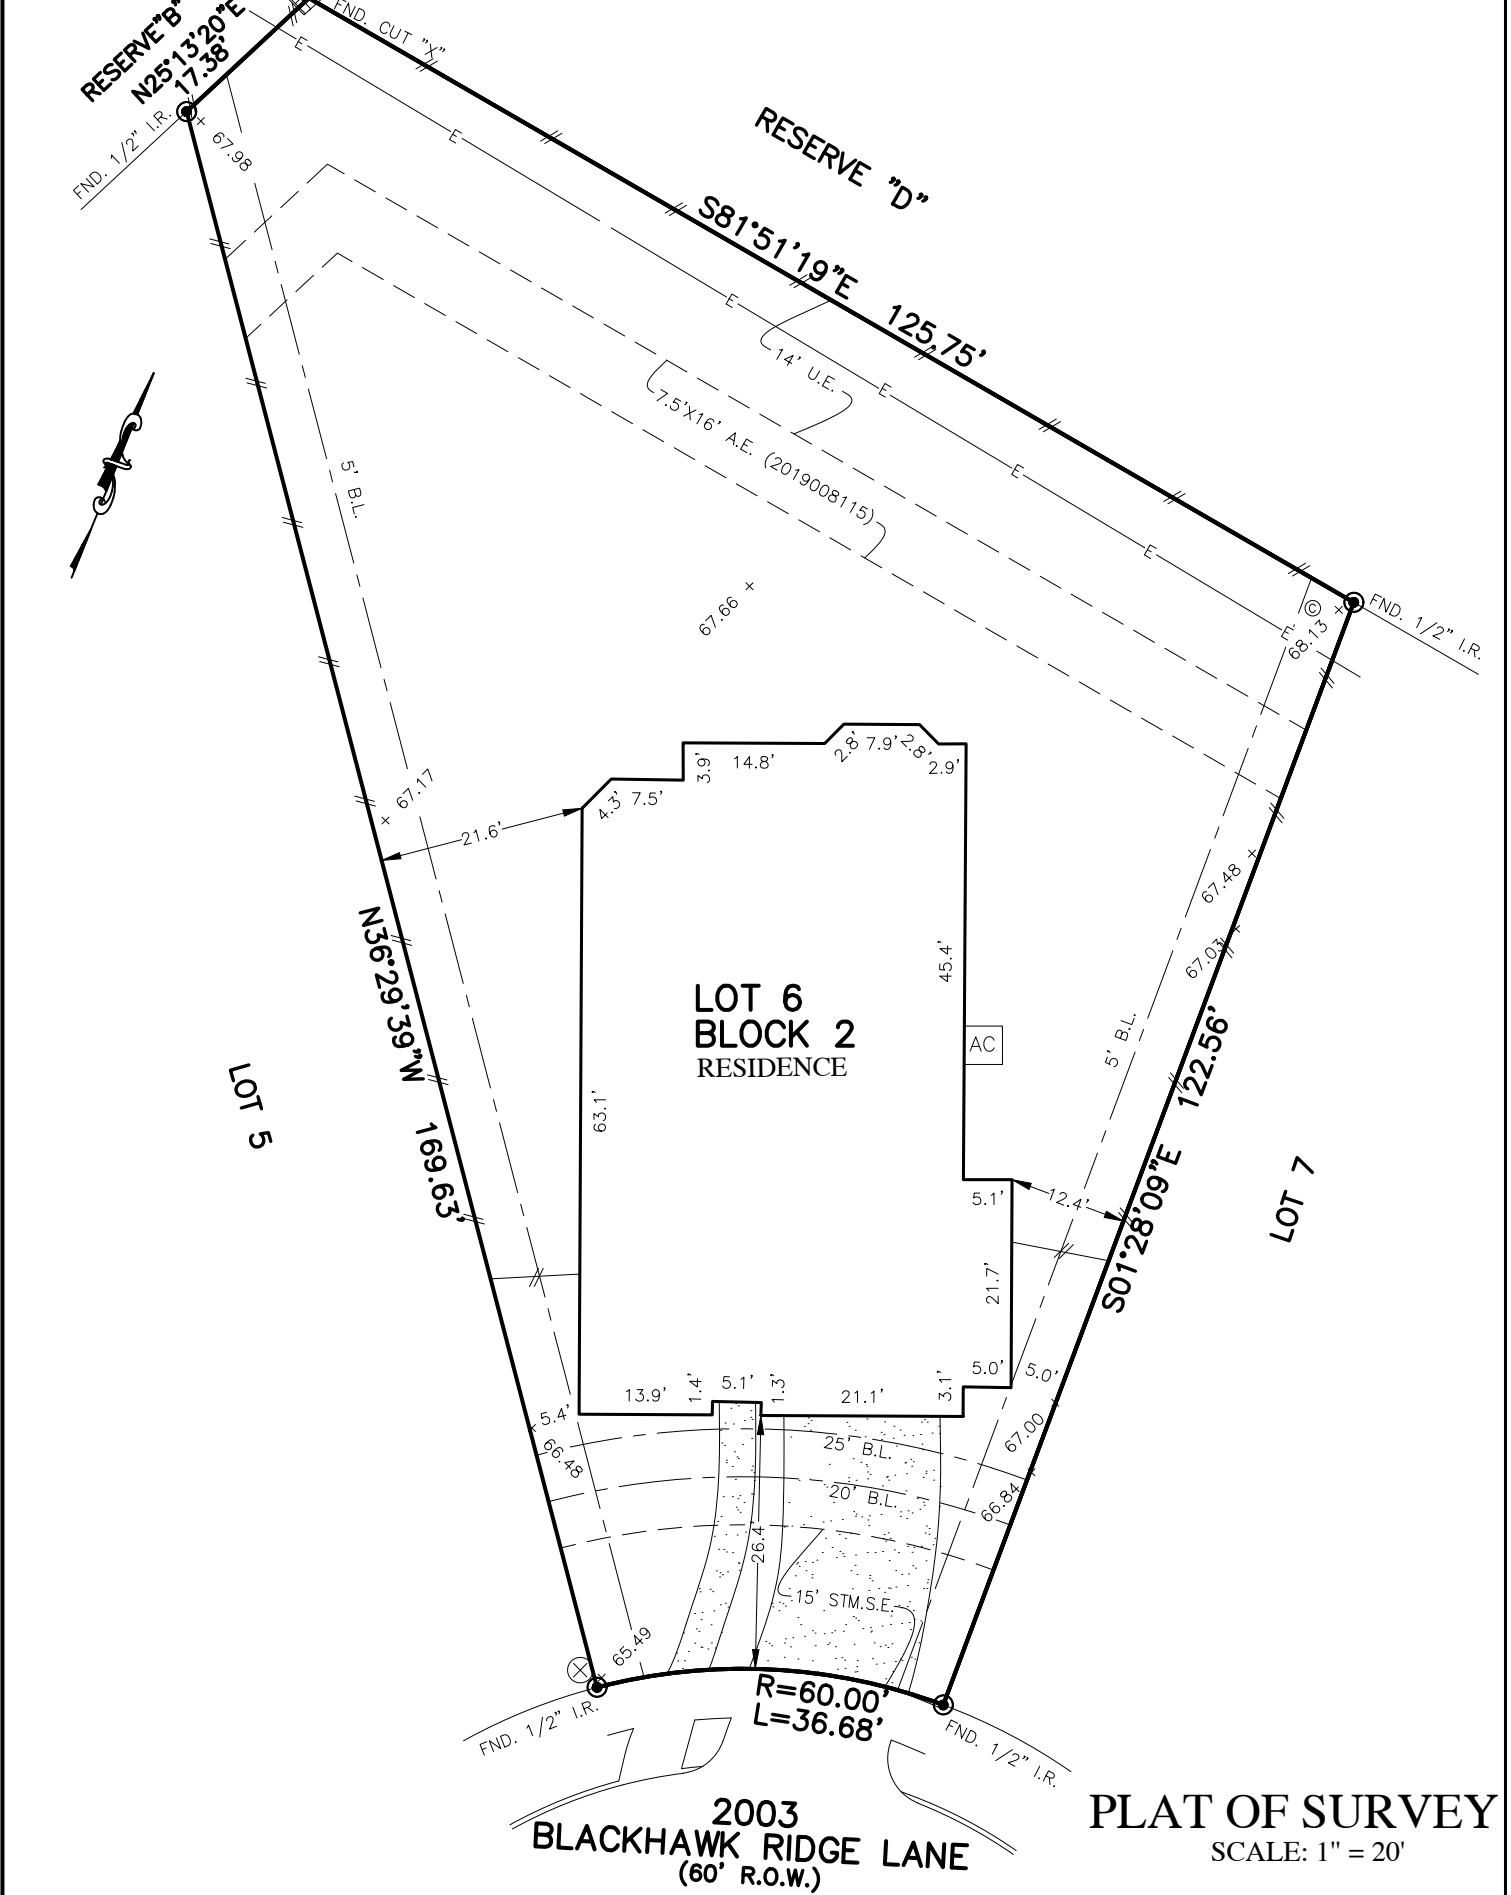 RESERVE "B"
N25°13'20"E
17.38'
FND. CUT "X"
FND. 1/2" I.R.
67.98
RESERVE "D"
S81°51'19"E 125.75'
14' U.E.
7.5'X16' A.E. (2019008115)
E
E
E
E
E
E
E
5' B.L.
67.66
©
68.13
FND. 1/2" I.R.
67.17
21.6'
4.3'
7.5'
3.9'
14.8'
2.8'
7.9'
2.8'
2.9'
67.48
67.03
N36°29'39"W 169.63'
LOT 5
45.4'
LOT 6
BLOCK 2
RESIDENCE
AC
63.1'
5' B.L.
S01°28'09"E 122.56'
LOT 7
5.1'
12.4'
21.7'
5.0'
5.0'
13.9'
1.4'
5.1'
1.3'
21.1'
3.1'
5.4'
66.48
67.00
66.84
25' B.L.
20' B.L.
26.4'
15' STM.S.E.
65.49
R=60.00'
L=36.68'
FND. 1/2" I.R.
FND. 1/2" I.R.
2003
BLACKHAWK RIDGE LANE
(60' R.O.W.)
PLAT OF SURVEY
SCALE: 1" = 20'